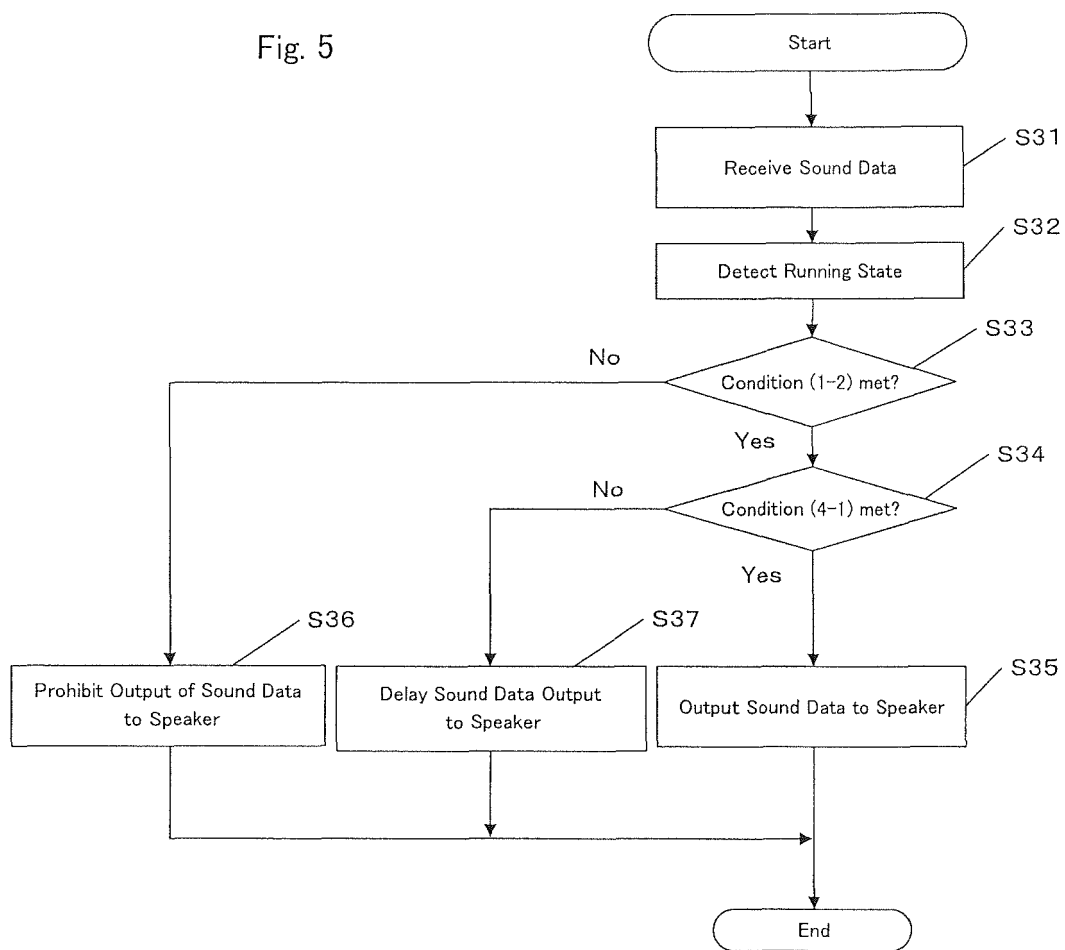 Fig. 5
Start
S31
Receive Sound Data
S32
Detect Running State
S33
No
Condition (1-2) met?
Yes
S34
No
Condition (4-1) met?
Yes
S36
S37
S35
Prohibit Output of Sound Data
to Speaker
Delay Sound Data Output
to Speaker
Output Sound Data to Speaker
End